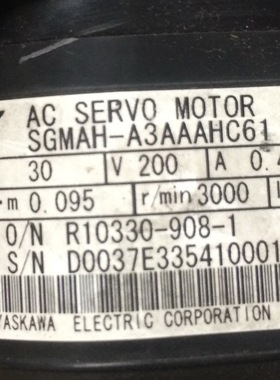 AC SERVO MOTOR
SGMAH-A3AAAHC61
30 V 200 A 0.
m 0.095 r/min 3000
O/N R10330-908-1
S/N D0037E335410001
YASKAWA ELECTRIC CORPORATION